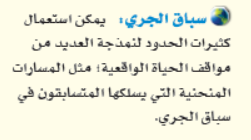 سباق الجري: يمكن استعمال
كثيرات الحدود لنمذجة العديد من
مواقف الحياة الواقعية؛ مثل المسارات
المنحنية التي يسلكها المتسابقون في
سباق الجري.